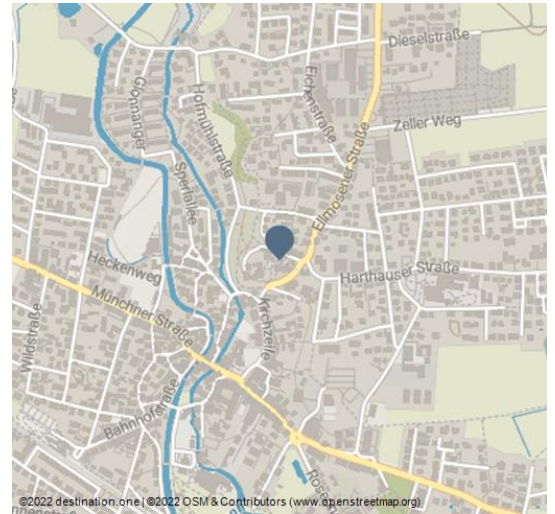 Dieselstraße
Eichenstraße
Glonnanger
Hofmühlstraße
Zeller Weg
Sperlallee
Ellmosener Straße
Heckenweg
Harthauser Straße
Münchner Straße
Kirchzeile
Wildstraße
Bahnhofstraße
©2022 destination.one | ©2022 OSM & Contributors (www.openstreetmap.org)